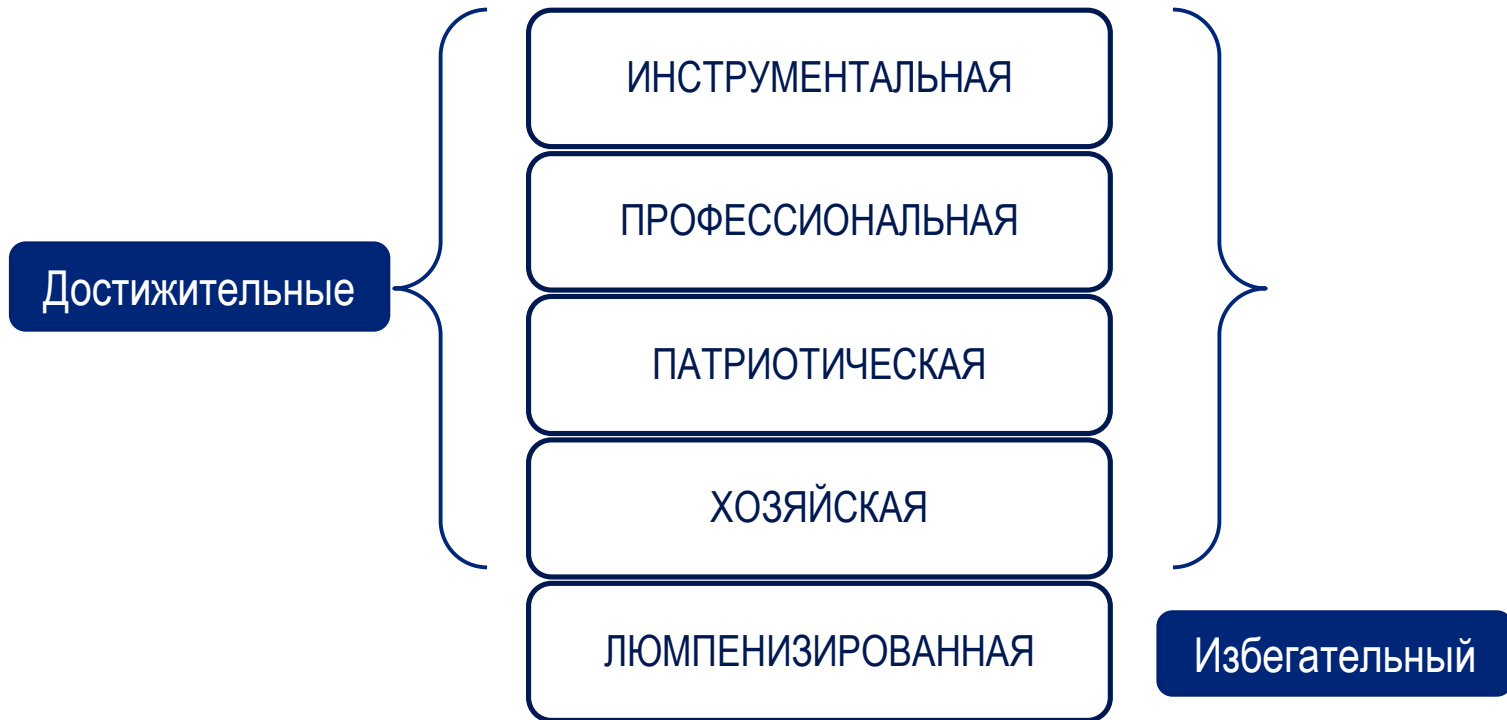 ИНСТРУМЕНТАЛЬНАЯ
ПРОФЕССИОНАЛЬНАЯ
Достижительные
ПАТРИОТИЧЕСКАЯ
ХОЗЯЙСКАЯ
ЛЮМПЕНИЗИРОВАННАЯ
Избегательный